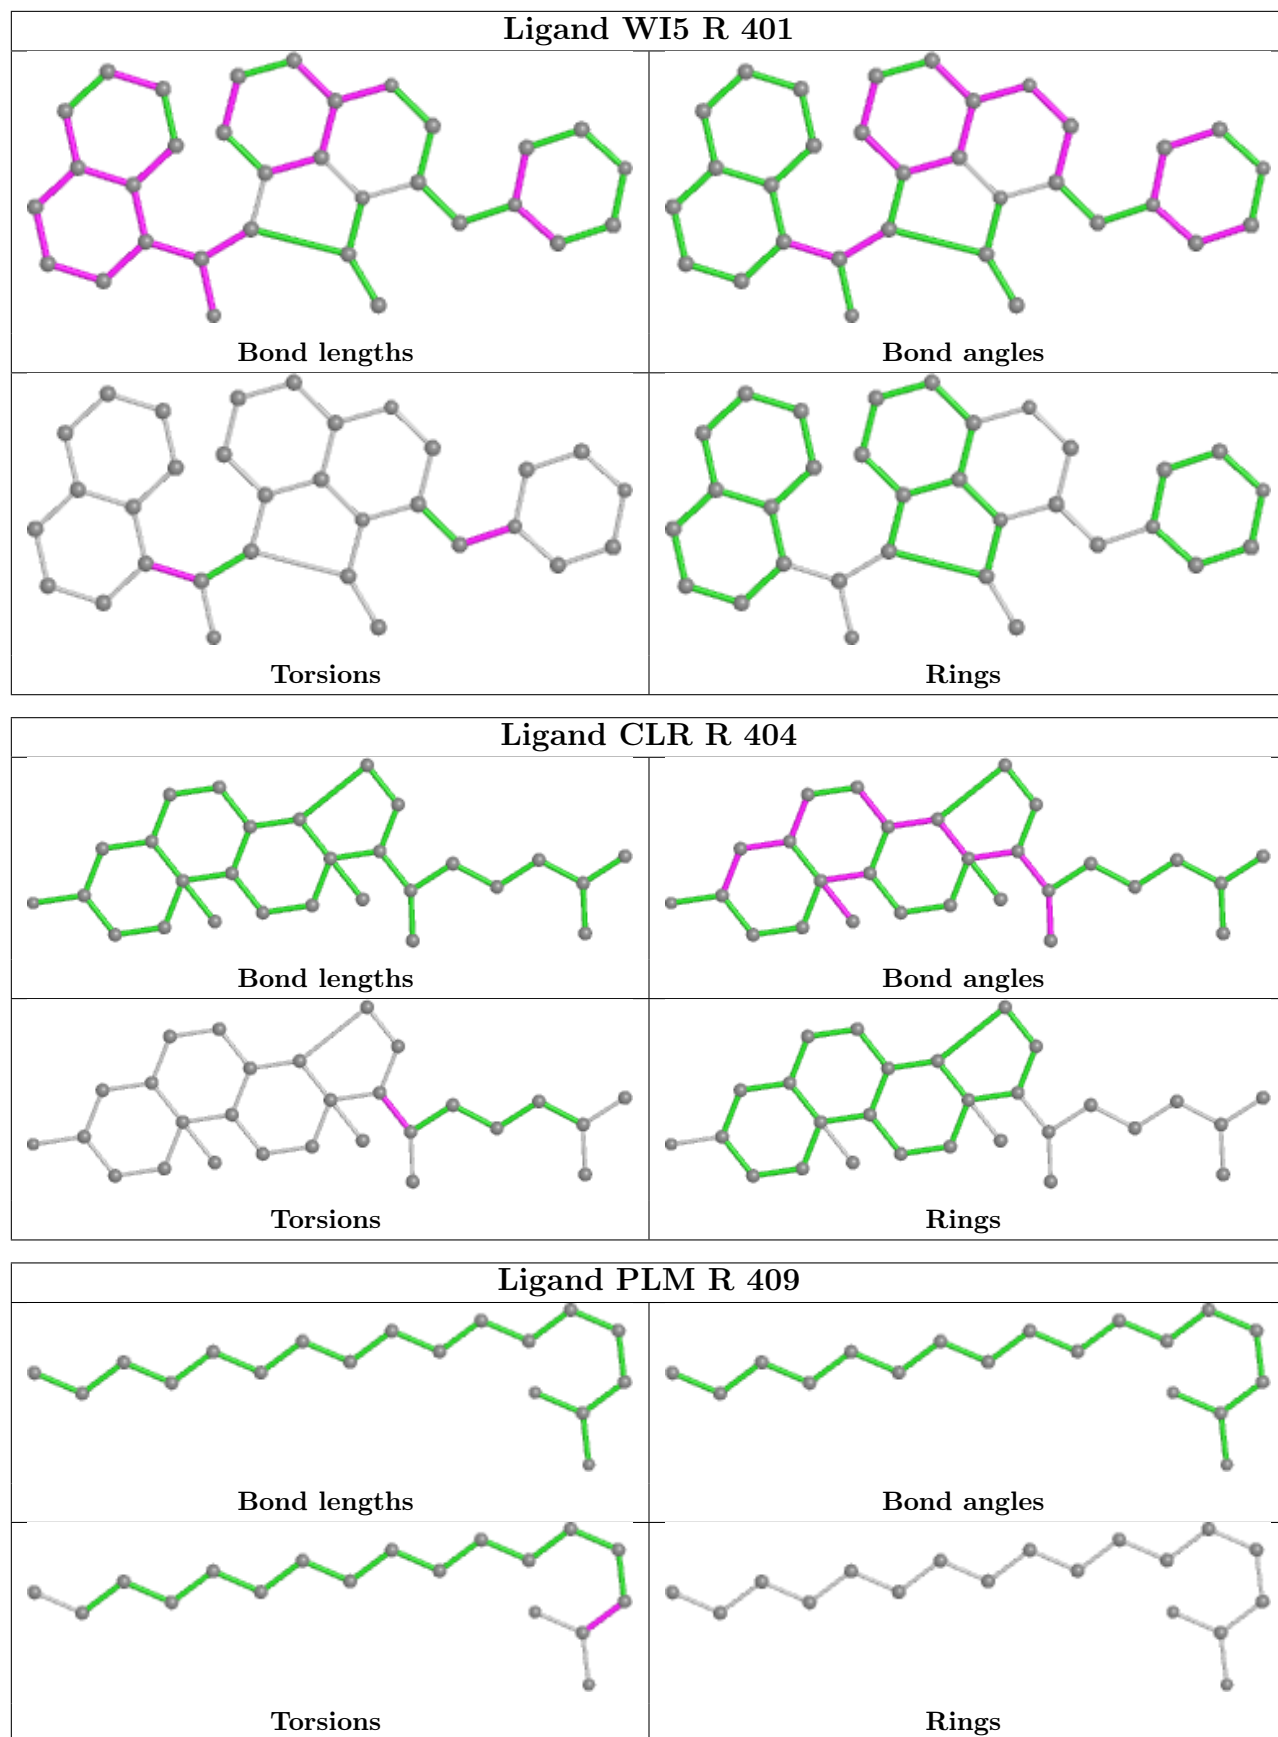 Ligand WI5 R 401
Bond lengths
Bond angles
Torsions
Rings
Ligand CLR R 404
Bond lengths
Bond angles
Torsions
Rings
Ligand PLM R 409
Bond lengths
Bond angles
Torsions
Rings